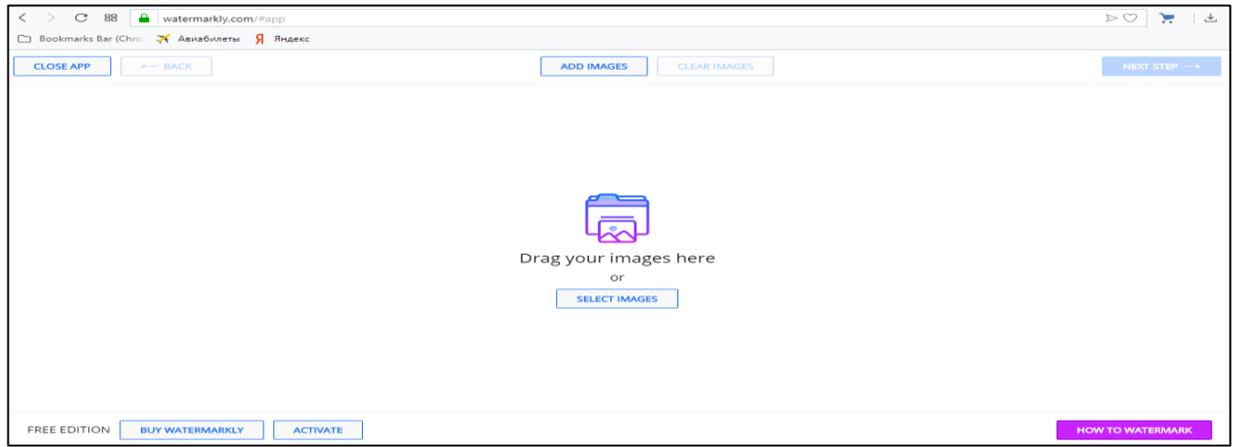 88 watermarkly.com/#app
Bookmarks Bar (Chro Авиабилеты Я Яндекс
CLOSE APP ← BACK ADD IMAGES CLEAR IMAGES NEXT STEP →
Drag your images here
or
SELECT IMAGES
FREE EDITION BUY WATERMARKLY ACTIVATE HOW TO WATERMARK